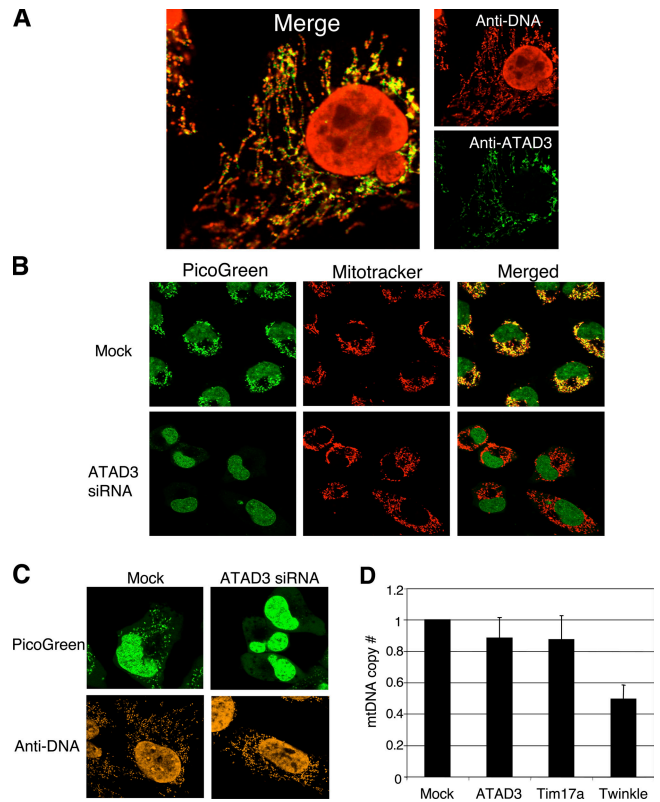 A
Merge
Anti-DNA
Anti-ATAD3
B
PicoGreen
Mitotracker
Merged
Mock
ATAD3
siRNA
C
Mock
ATAD3 siRNA
PicoGreen
Anti-DNA
D
mtDNA copy #
1.2
1
0.8
0.6
0.4
0.2
0
Mock
ATAD3
Tim17a
Twinkle